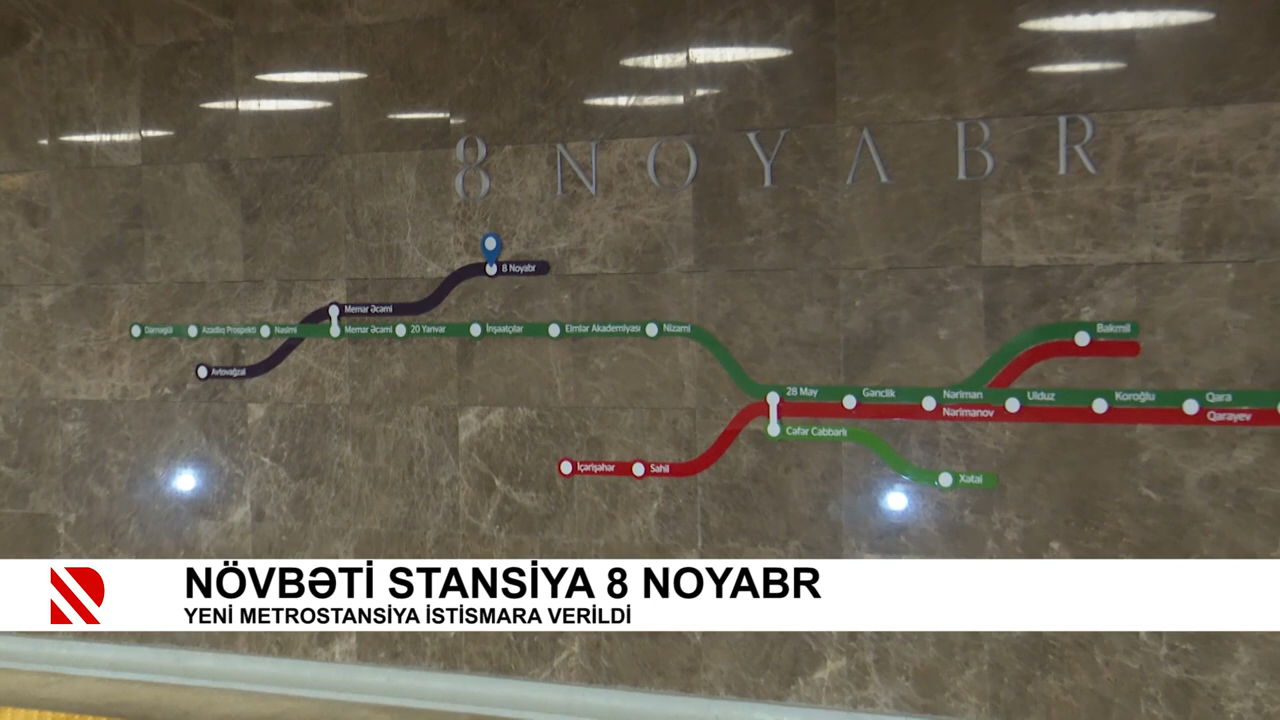 8 NOYABR
8 Noyabr
Memar Əcəmi
Dərnəgül
Azadlıq Prospekti
Nəsimi
Memar Əcəmi
20 Yanvar
İnşaatçılar
Elmlər Akademiyası
Nizami
Bakmil
Avtovağzal
28 May
Gənclik
Nəriman
Nərimanov
Ulduz
Koroğlu
Qara
Qarayev
Cəfər Cabbarlı
İçərişəhər
Sahil
Xətai
NÖVBƏTİ STANSİYA 8 NOYABR
YENİ METROSTANSİYA İSTİSMARA VERİLDİ